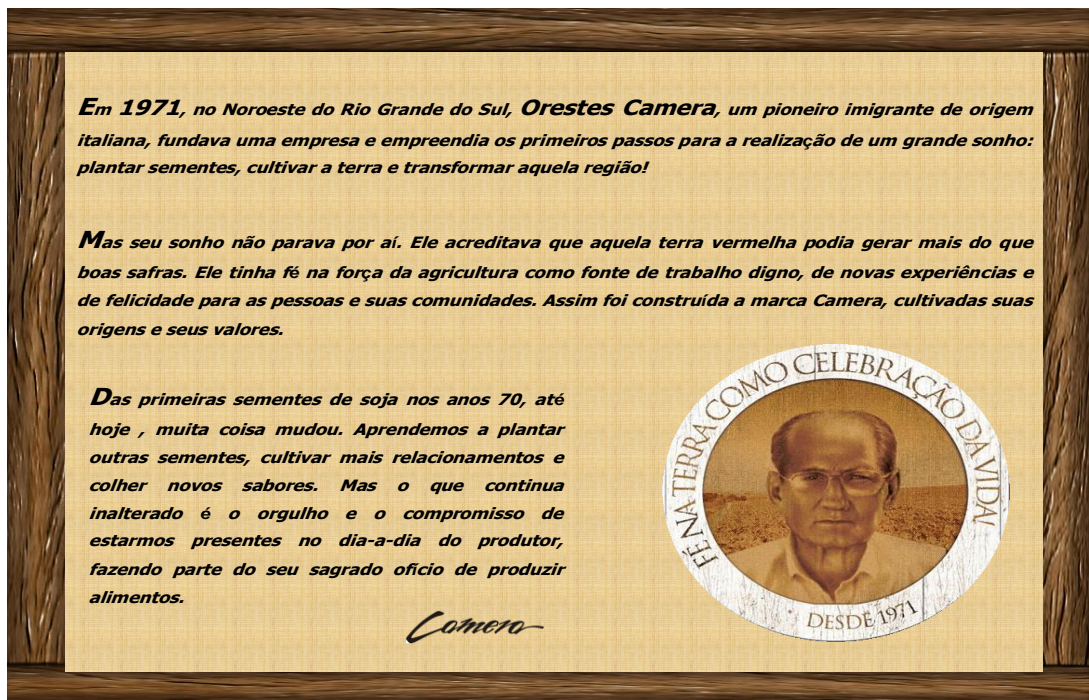 Em 1971, no Noroeste do Rio Grande do Sul, Orestes Camera, um pioneiro imigrante de origem
italiana, fundava uma empresa e empreendia os primeiros passos para a realização de um grande sonho:
plantar sementes, cultivar a terra e transformar aquela região!
Mas seu sonho não parava por aí. Ele acreditava que aquela terra vermelha podia gerar mais do que
boas safras. Ele tinha fé na força da agricultura como fonte de trabalho digno, de novas experiências e
de felicidade para as pessoas e suas comunidades. Assim foi construída a marca Camera, cultivadas suas
origens e seus valores.
Das primeiras sementes de soja nos anos 70, até
hoje , muita coisa mudou. Aprendemos a plantar
outras sementes, cultivar mais relacionamentos e
colher novos sabores. Mas o que continua
inalterado é o orgulho e o compromisso de
estarmos presentes no dia-a-dia do produtor,
fazendo parte do seu sagrado ofício de produzir
alimentos.
Camera
FÉ NA TERRA COMO CELEBRAÇÃO DA VIDA!
DESDE 1971